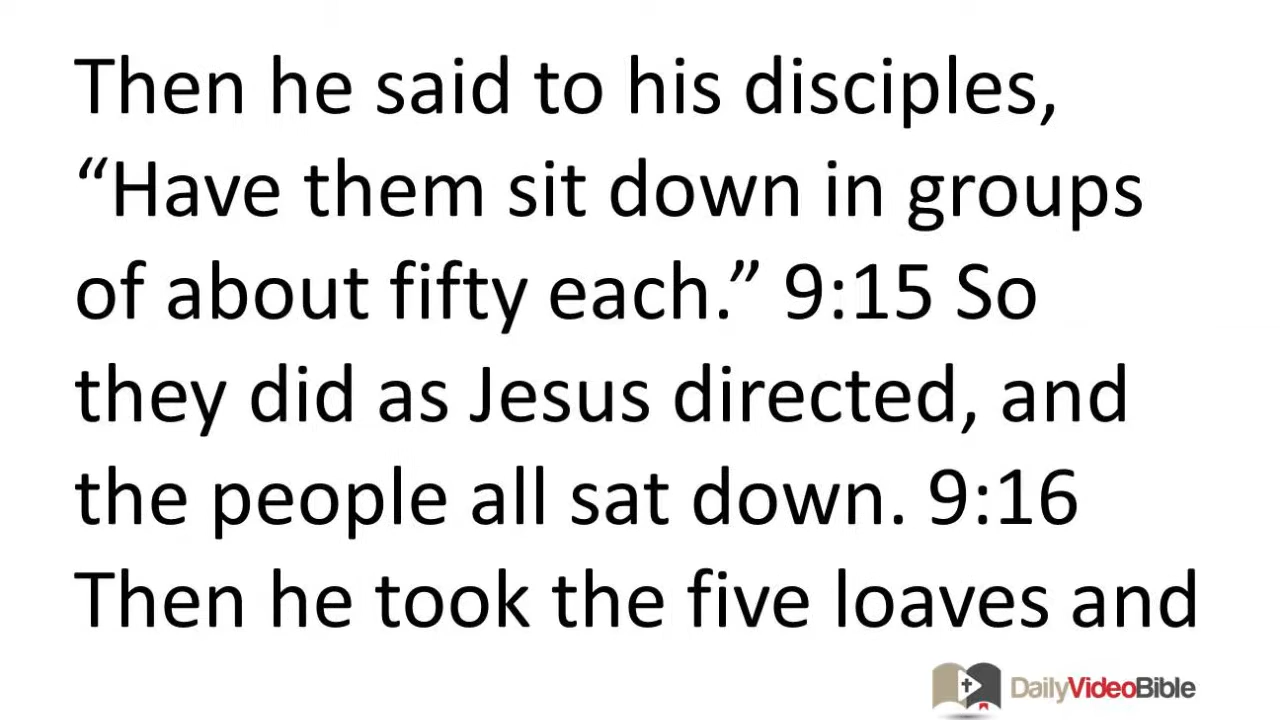 Then he said to his disciples,
“Have them sit down in groups
of about fifty each.” 9:15 So
they did as Jesus directed, and
the people all sat down. 9:16
Then he took the five loaves and
DailyVideoBible